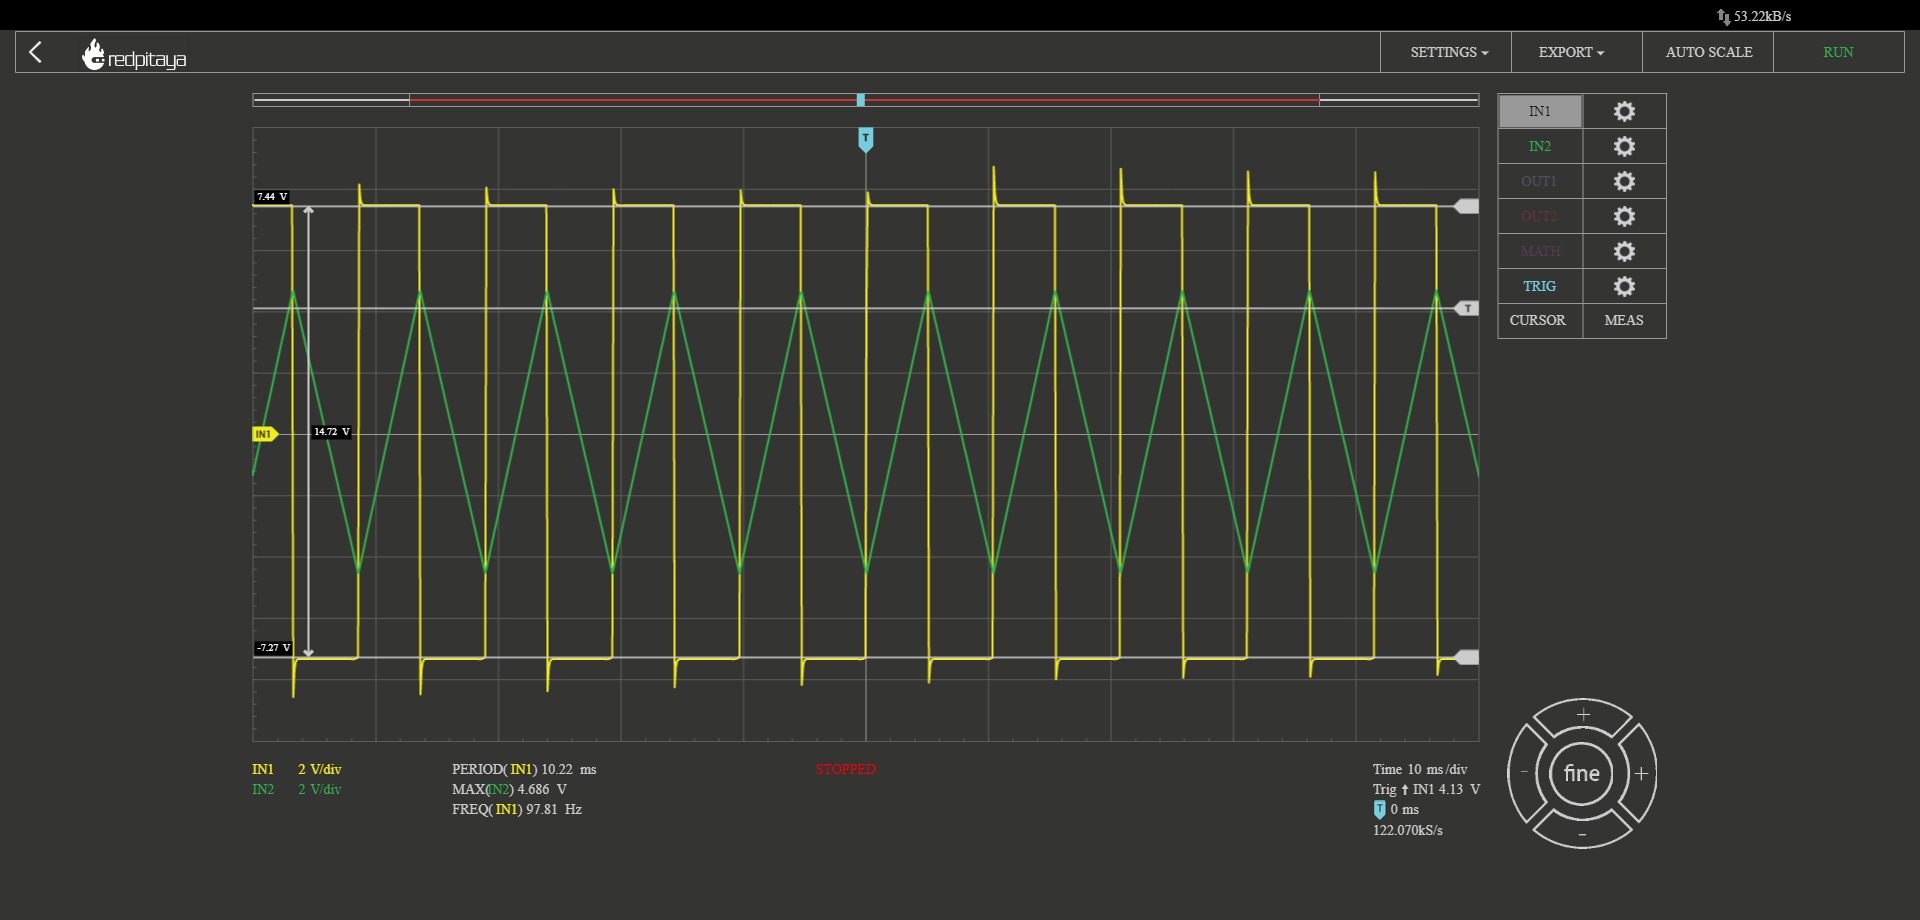 53.22kB/s
redpitaya
SETTINGS
EXPORT
AUTO SCALE
RUN
IN1
IN2
OUT1
OUT2
MATH
TRIG
CURSOR MEAS
T
7.44 V
T
IN1
14.72 V
-7.27 V
IN1 2 V/div
IN2 2 V/div
PERIOD( IN1) 10.22 ms
MAX(IN2) 4.686 V
FREQ( IN1) 97.81 Hz
STOPPED
Time 10 ms/div
Trig IN1 4.13 V
T 0 ms
122.070kS/s
+
- fine +
-